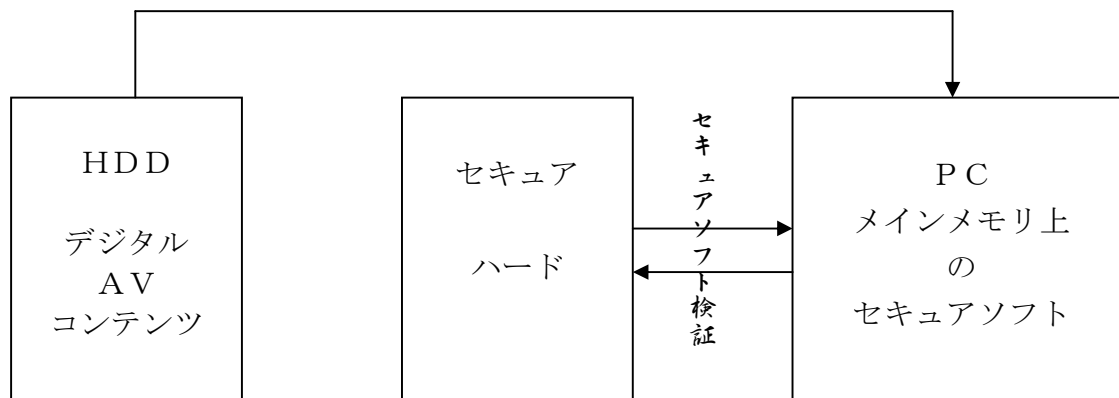 ＨＤＤ
デジタル
ＡＶ
コンテンツ
セキュア
ハード
セキュアソフト検証
ＰＣ
メインメモリ上
の
セキュアソフト